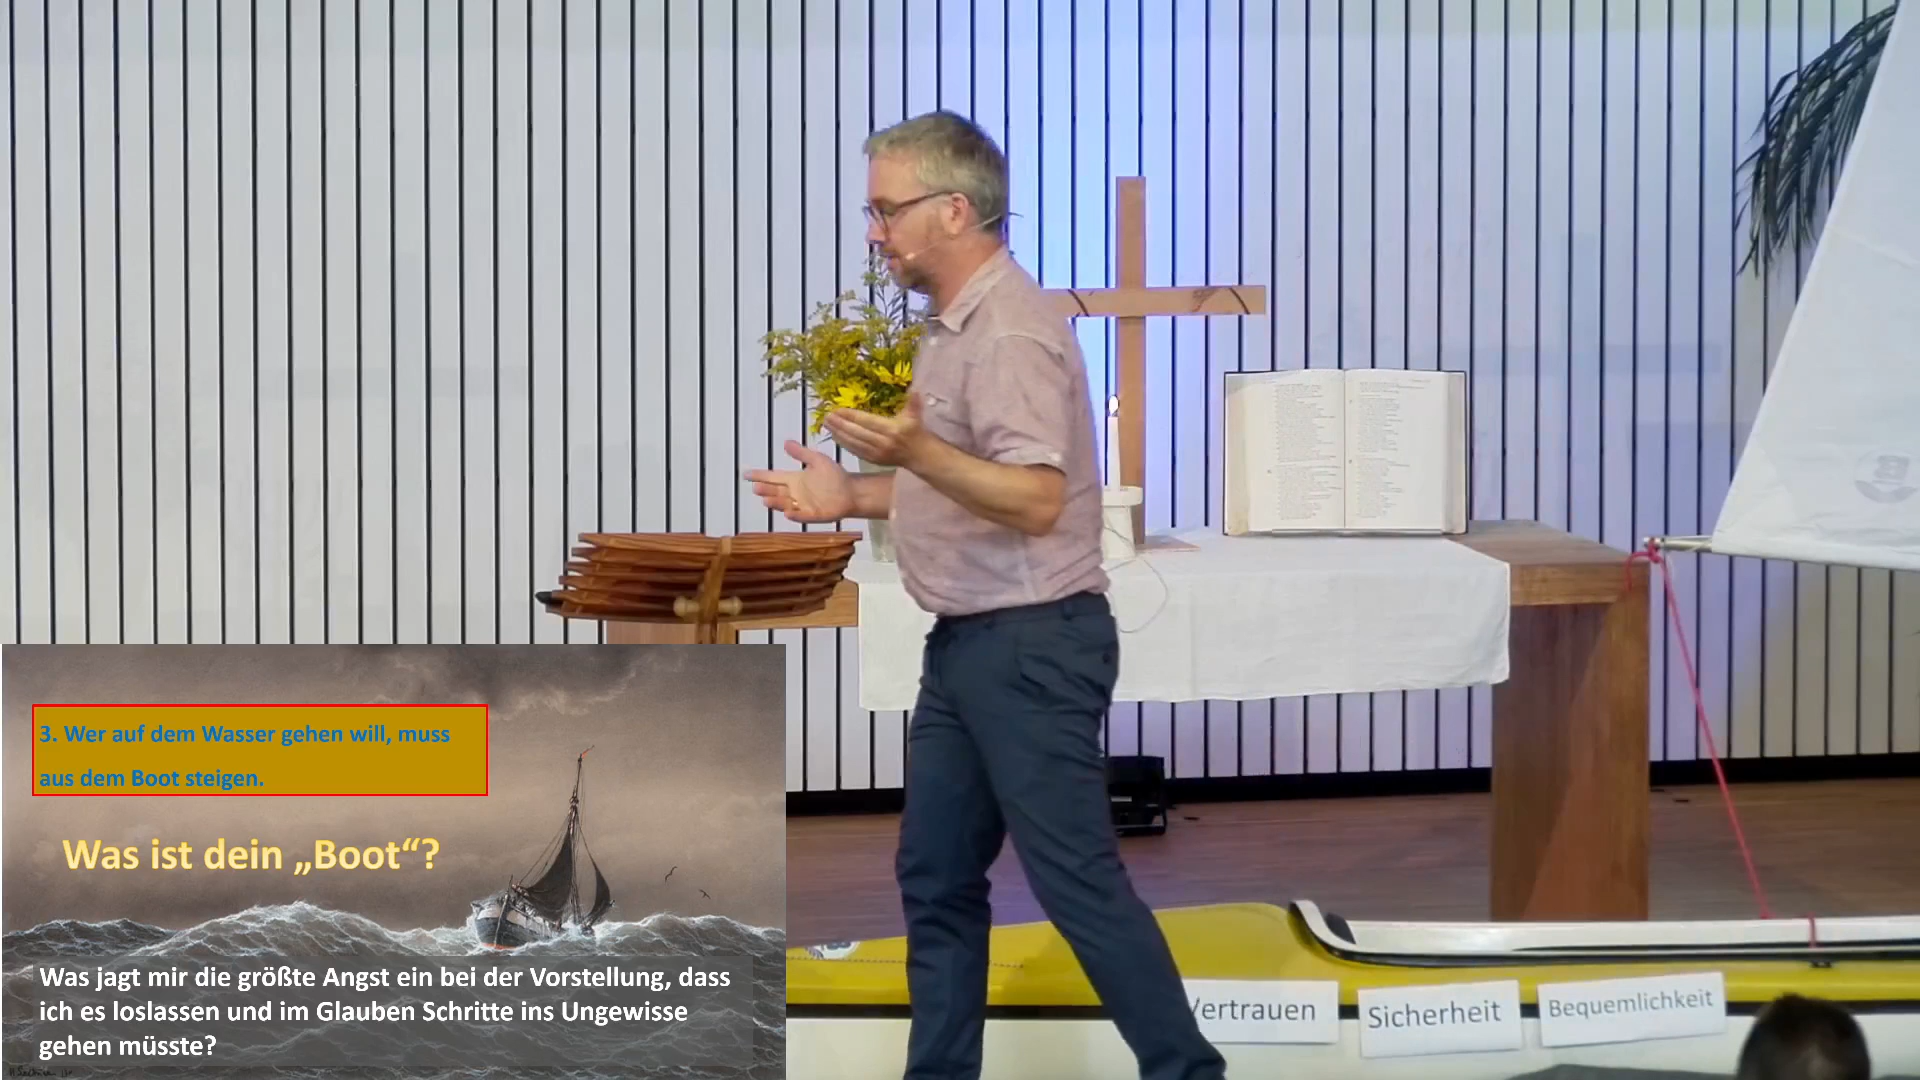 3. Wer auf dem Wasser gehen will, muss
aus dem Boot steigen.
Was ist dein „Boot“?
Was jagt mir die größte Angst ein bei der Vorstellung, dass
ich es loslassen und im Glauben Schritte ins Ungewisse
gehen müsste?
Vertrauen
Sicherheit
Bequemlichkeit